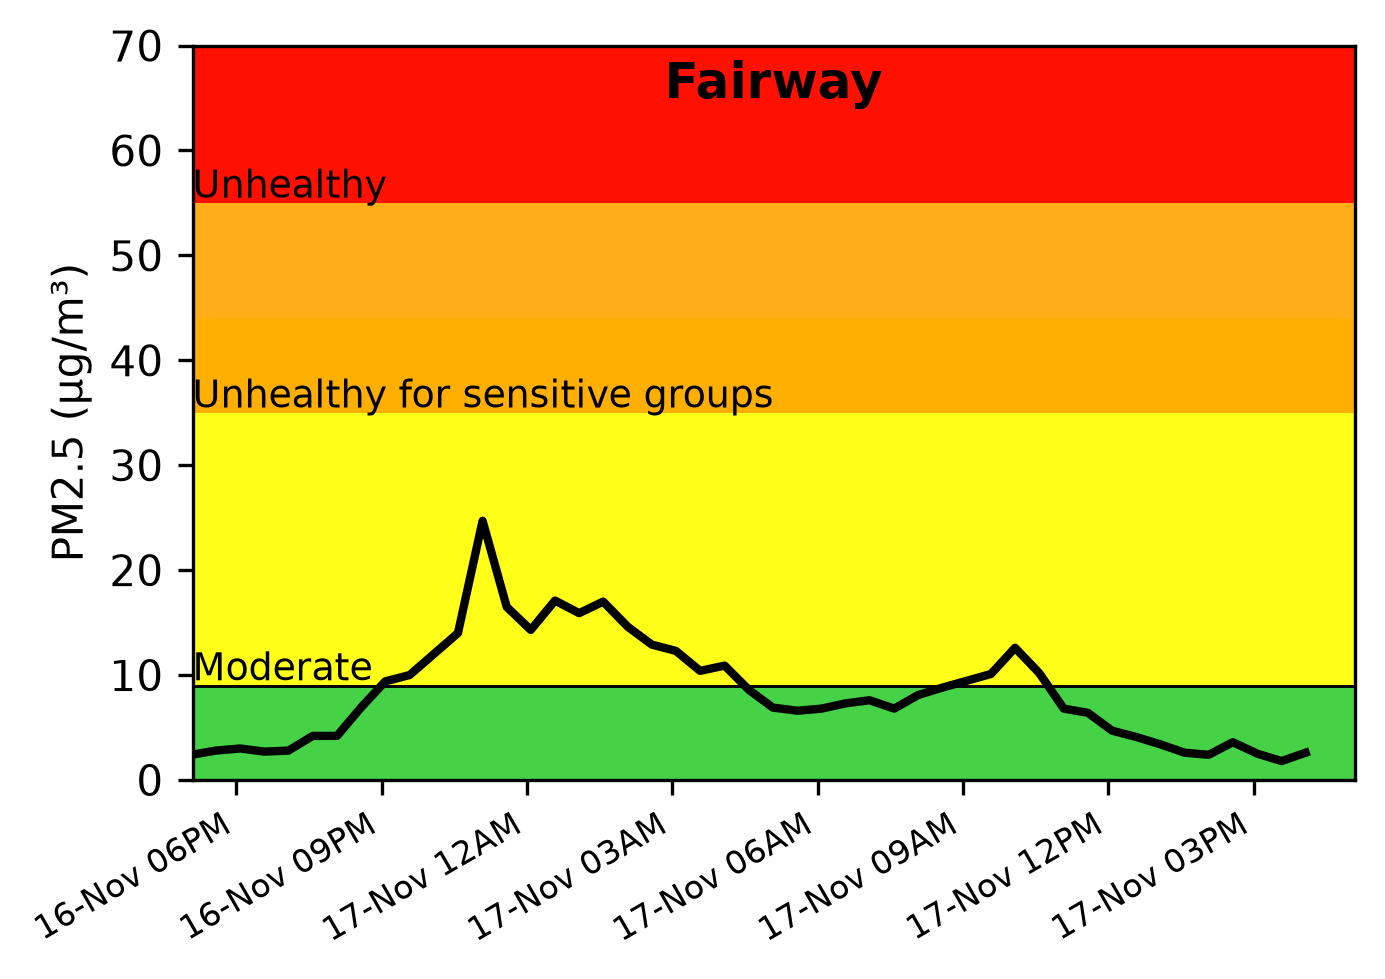 Fairway
70
60
Unhealthy
50
40
Unhealthy for sensitive groups
30
20
Moderate
10
0
PM2.5 (µg/m³)
16-Nov 06PM
16-Nov 09PM
17-Nov 12AM
17-Nov 03AM
17-Nov 06AM
17-Nov 09AM
17-Nov 12PM
17-Nov 03PM